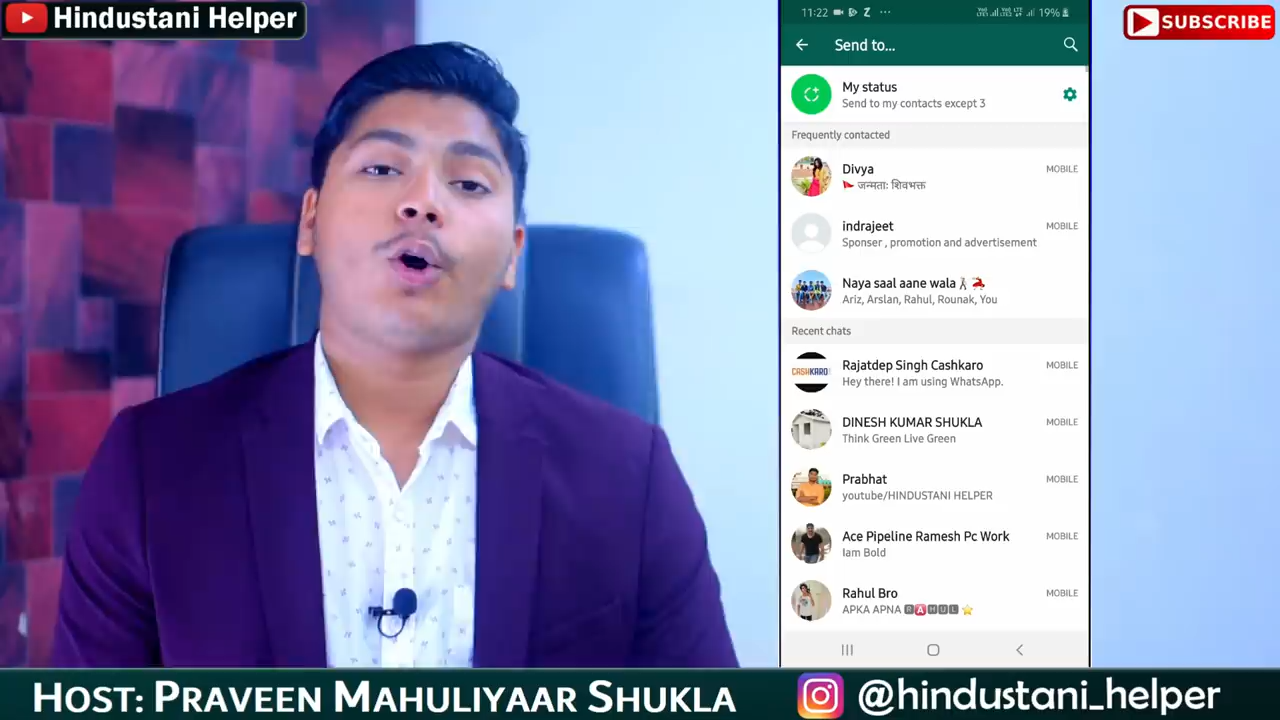 Hindustani Helper
SUBSCRIBE
11:22 Z ... 19%
Send to...
My status
Send to my contacts except 3
Frequently contacted
Divya MOBILE
जन्मताः शिवभक्त
indrajeet MOBILE
Sponser , promotion and advertisement
Naya saal aane wala
Ariz, Arslan, Rahul, Rounak, You
Recent chats
CASHKARO
Rajatdep Singh Cashkaro MOBILE
Hey there! I am using WhatsApp.
DINESH KUMAR SHUKLA MOBILE
Think Green Live Green
Prabhat MOBILE
youtube/HINDUSTANI HELPER
Ace Pipeline Ramesh Pc Work MOBILE
Iam Bold
Rahul Bro MOBILE
APKA APNA 🆁🅰🅷🆄🅻
HOST: PRAVEEN MAHULIYAAR SHUKLA
@hindustani_helper